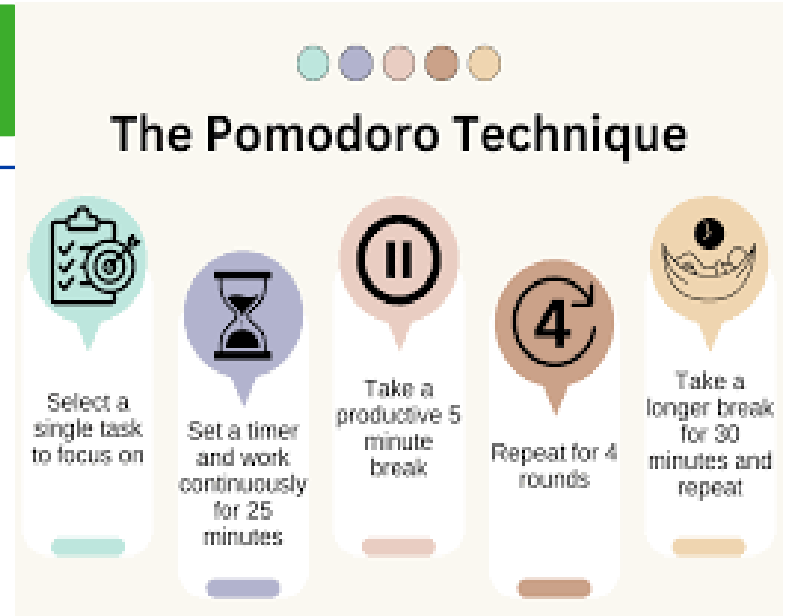 The Pomodoro Technique
Select a
single task
to focus on
Set a timer
and work
continuously
for 25
minutes
Take a
productive 5
minute
break
4
Repeat for 4
rounds
Take a
longer break
for 30
minutes and
repeat